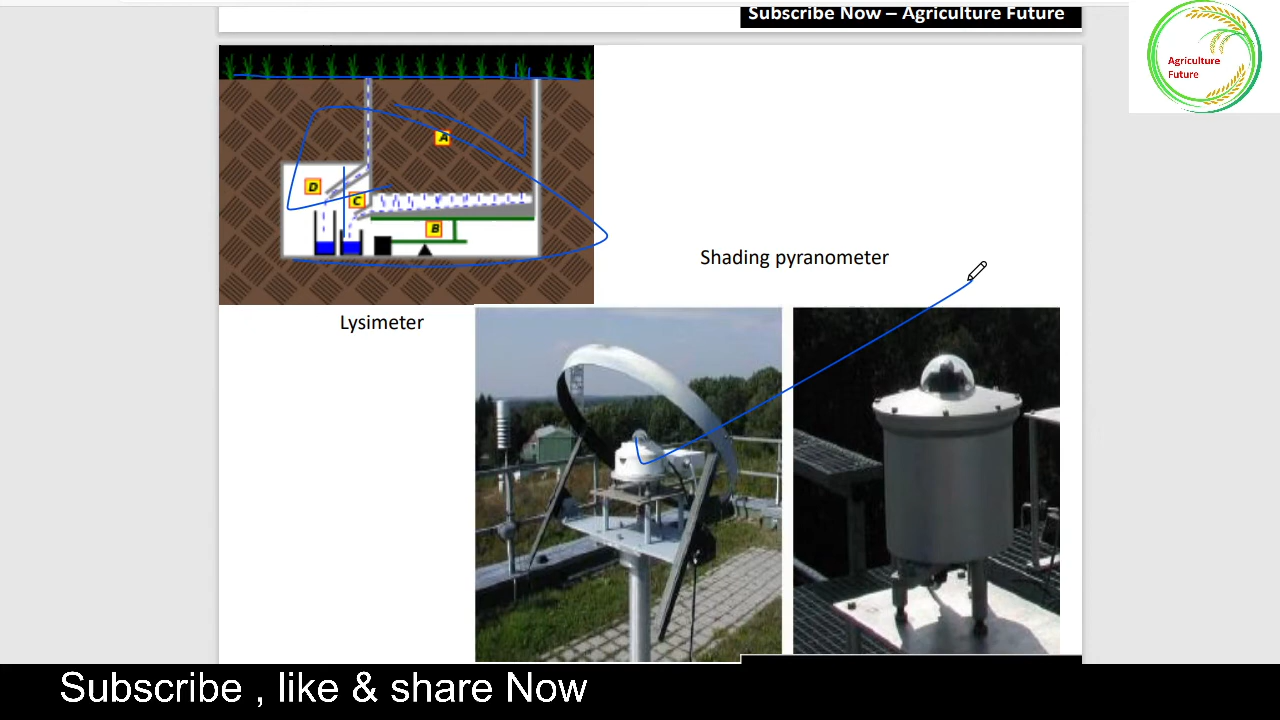 Subscribe Now – Agriculture Future
Agriculture
Future
A
D
C
B
Shading pyranometer
Lysimeter
Subscribe , like & share Now